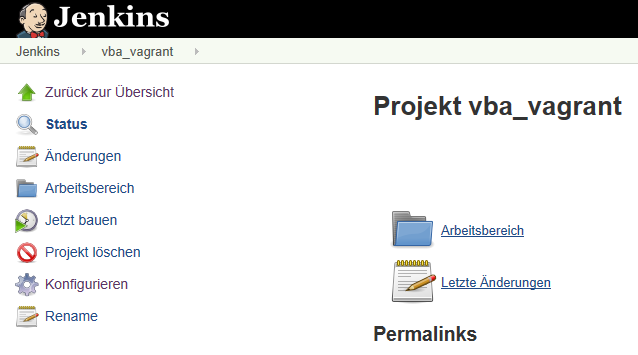 Jenkins
Jenkins vba_vagrant
Zurück zur Übersicht
Status
Änderungen
Arbeitsbereich
Jetzt bauen
Projekt löschen
Konfigurieren
Rename
Projekt vba_vagrant
Arbeitsbereich
Letzte Änderungen
Permalinks